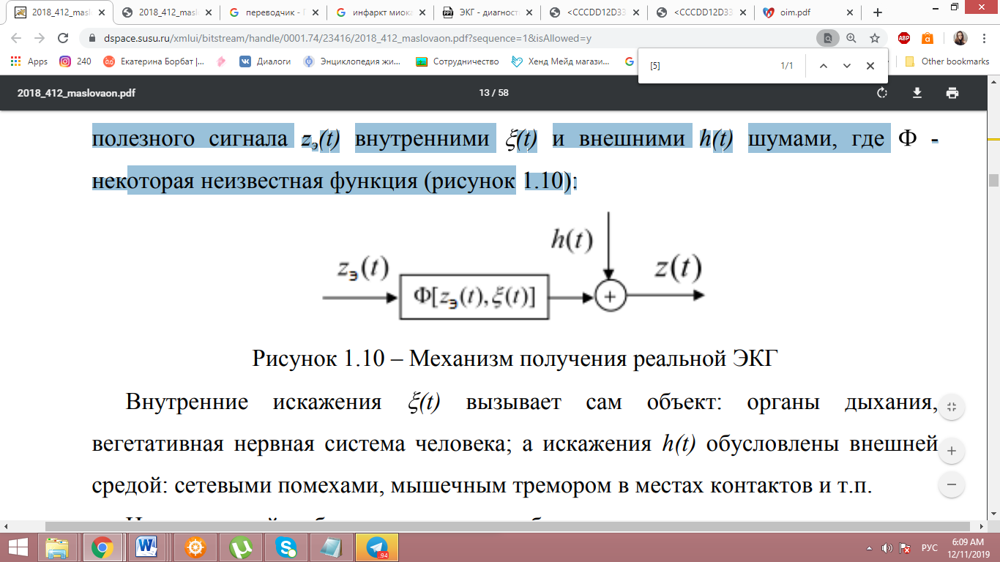 2018_412_masl
2018_412_masl
переводчик - П
инфаркт миока
ЭКГ - диагност
<CCCDD12D33
<CCCDD12D33
oim.pdf
dspace.susu.ru/xmlui/bitstream/handle/0001.74/23416/2018_412_maslovaon.pdf?sequence=1&isAllowed=y
ABP
Apps
240
Екатерина Борбат |...
Диалоги
Энциклопедия жи...
Сотрудничество
Хенд Мейд магази...
Other bookmarks
[5]
1/1
2018_412_maslovaon.pdf
13 / 58
полезного сигнала zэ(t) внутренними ξ(t) и внешними h(t) шумами, где Ф -
некоторая неизвестная функция (рисунок 1.10):
h(t)
zэ(t)
z(t)
Ф[zэ(t),ξ(t)]
+
Рисунок 1.10 – Механизм получения реальной ЭКГ
Внутренние искажения ξ(t) вызывает сам объект: органы дыхания,
вегетативная нервная система человека; а искажения h(t) обусловлены внешней
средой: сетевыми помехами, мышечным тремором в местах контактов и т.п.
94
РУС
6:09 AM
12/11/2019